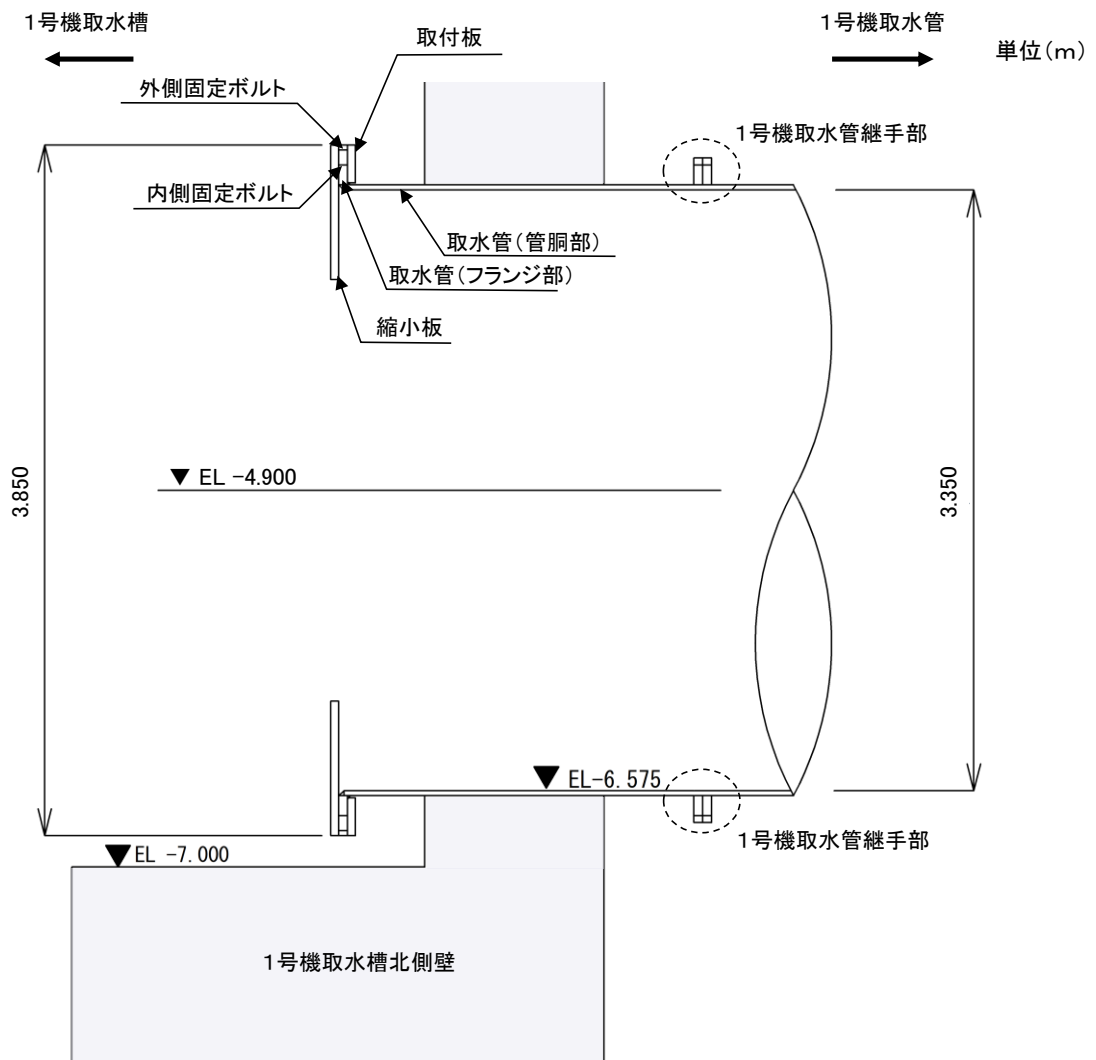 1号機取水槽
取付板
1号機取水管
単位(m)
外側固定ボルト
1号機取水管継手部
内側固定ボルト
取水管(管胴部)
取水管(フランジ部)
縮小板
3.850
▼ EL -4.900
3.350
▼ EL-6.575
1号機取水管継手部
▼ EL -7.000
1号機取水槽北側壁